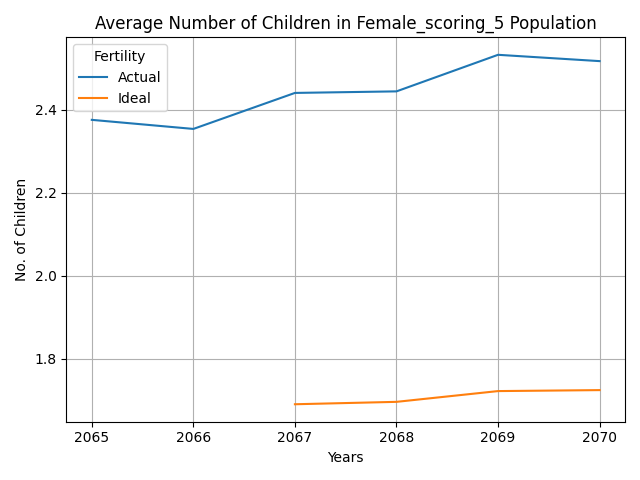 Average Number of Children in Female_scoring_5 Population
Fertility
Actual
Ideal
No. of Children
2.4
2.2
2.0
1.8
2065 2066 2067 2068 2069 2070
Years